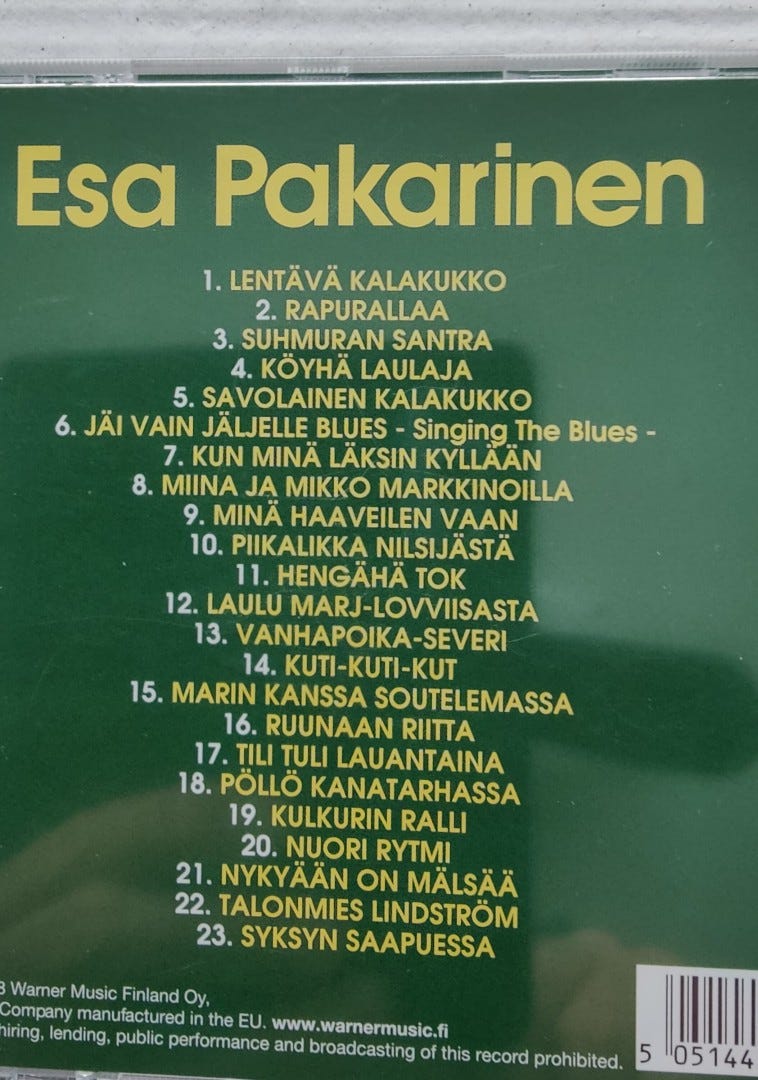 Esa Pakarinen
1. LENTÄVÄ KALAKUKKO
2. RAPURALLAA
3. SUHMURAN SANTRA
4. KÖYHÄ LAULAJA
5. SAVOLAINEN KALAKUKKO
6. JÄI VAIN JÄLJELLE BLUES - Singing The Blues -
7. KUN MINÄ LÄKSIN KYLLÄÄN
8. MIINA JA MIKKO MARKKINOILLA
9. MINÄ HAAVEILEN VAAN
10. PIIKALIKKA NILSIJÄSTÄ
11. HENGÄHÄ TOK
12. LAULU MARJ-LOVVIISASTA
13. VANHAPOIKA-SEVERI
14. KUTI-KUTI-KUT
15. MARIN KANSSA SOUTELEMASSA
16. RUUNAAN RIITTA
17. TILI TULI LAUANTAINA
18. PÖLLÖ KANATARHASSA
19. KULKURIN RALLI
20. NUORI RYTMI
21. NYKYÄÄN ON MÄLSÄÄ
22. TALONMIES LINDSTRÖM
23. SYKSYN SAAPUESSA
Warner Music Finland Oy,
Company manufactured in the EU. www.warnermusic.fi
hiring, lending, public performance and broadcasting of this record prohibited.
5 05144